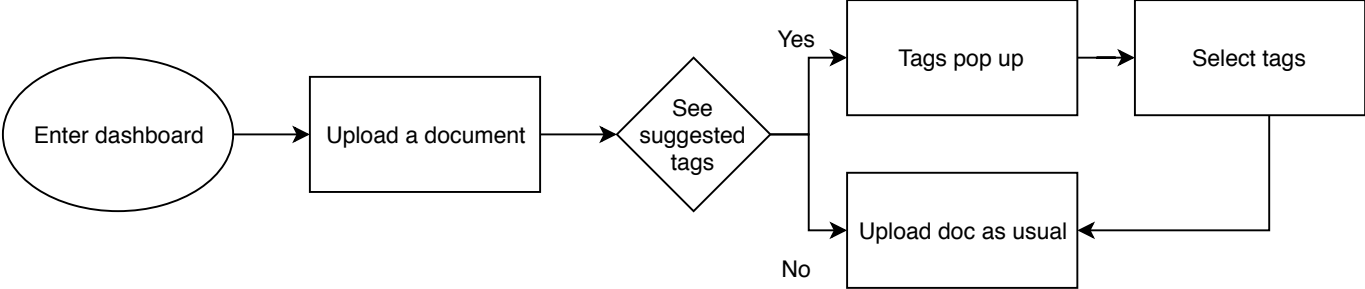 Enter dashboard
Upload a document
See
suggested
tags
Yes
Tags pop up
Select tags
No
Upload doc as usual